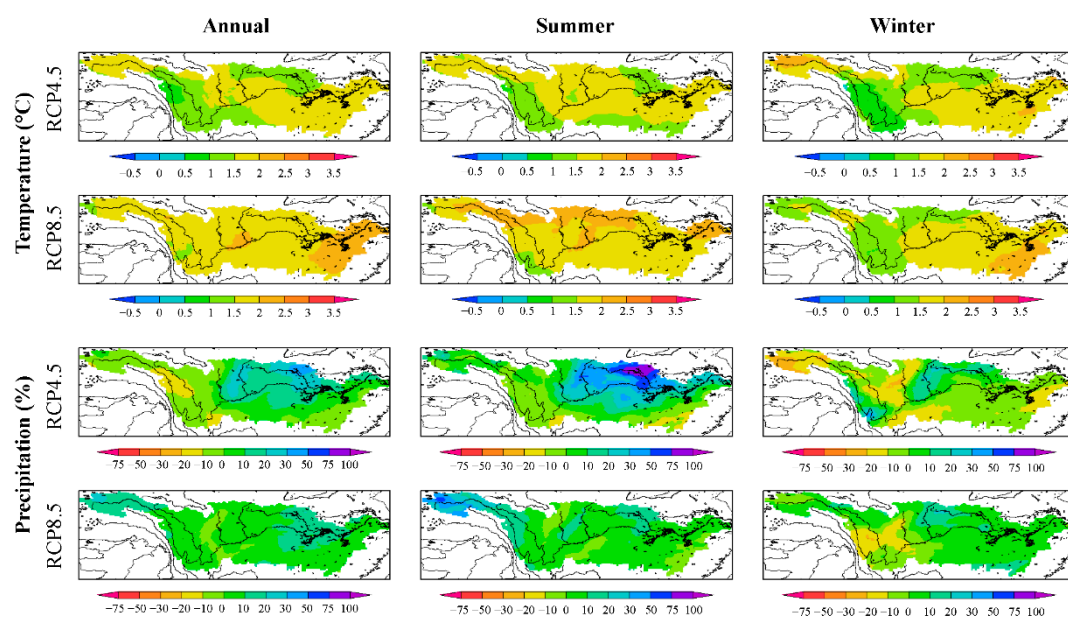 Annual Summer Winter
Temperature (°C)
RCP4.5
−0.5 0 0.5 1 1.5 2 2.5 3 3.5 −0.5 0 0.5 1 1.5 2 2.5 3 3.5 −0.5 0 0.5 1 1.5 2 2.5 3 3.5
RCP8.5
−0.5 0 0.5 1 1.5 2 2.5 3 3.5 −0.5 0 0.5 1 1.5 2 2.5 3 3.5 −0.5 0 0.5 1 1.5 2 2.5 3 3.5
Precipitation (%)
RCP4.5
−75 −50 −30 −20 −10 0 10 20 30 50 75 100 −75 −50 −30 −20 −10 0 10 20 30 50 75 100 −75 −50 −30 −20 −10 0 10 20 30 50 75 100
RCP8.5
−75 −50 −30 −20 −10 0 10 20 30 50 75 100 −75 −50 −30 −20 −10 0 10 20 30 50 75 100 −75 −50 −30 −20 −10 0 10 20 30 50 75 100